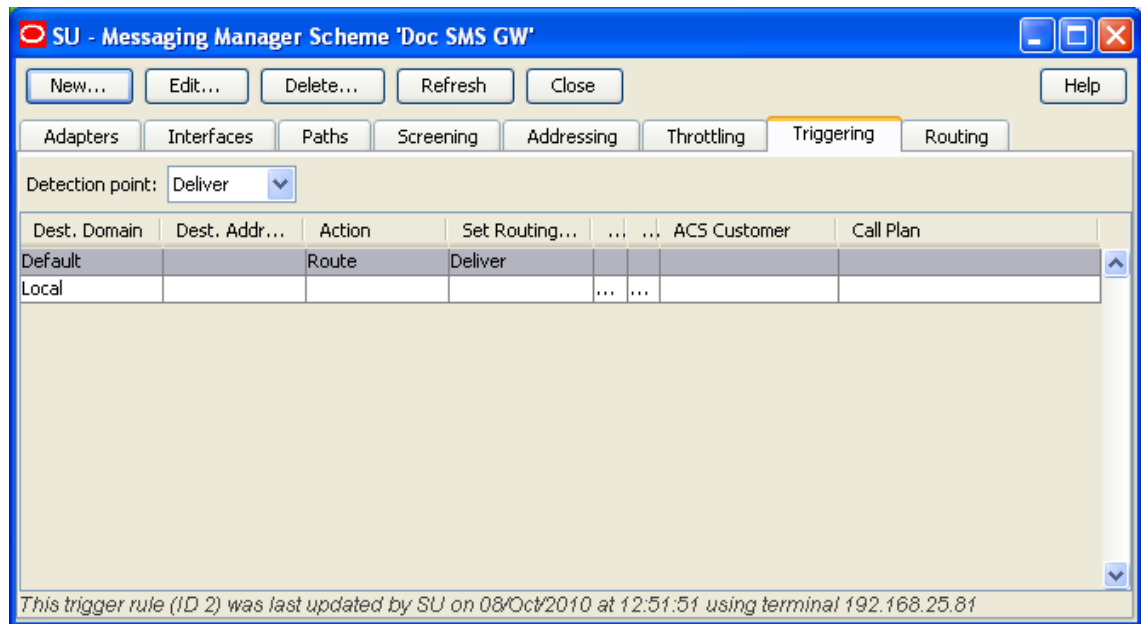 SU - Messaging Manager Scheme 'Doc SMS GW'
New... Edit... Delete... Refresh Close Help
Adapters Interfaces Paths Screening Addressing Throttling Triggering Routing
Detection point: Deliver
Dest. Domain Dest. Addr... Action Set Routing... ... ... ACS Customer Call Plan
Default Route Deliver
Local ... ...
This trigger rule (ID 2) was last updated by SU on 08/Oct/2010 at 12:51:51 using terminal 192.168.25.81